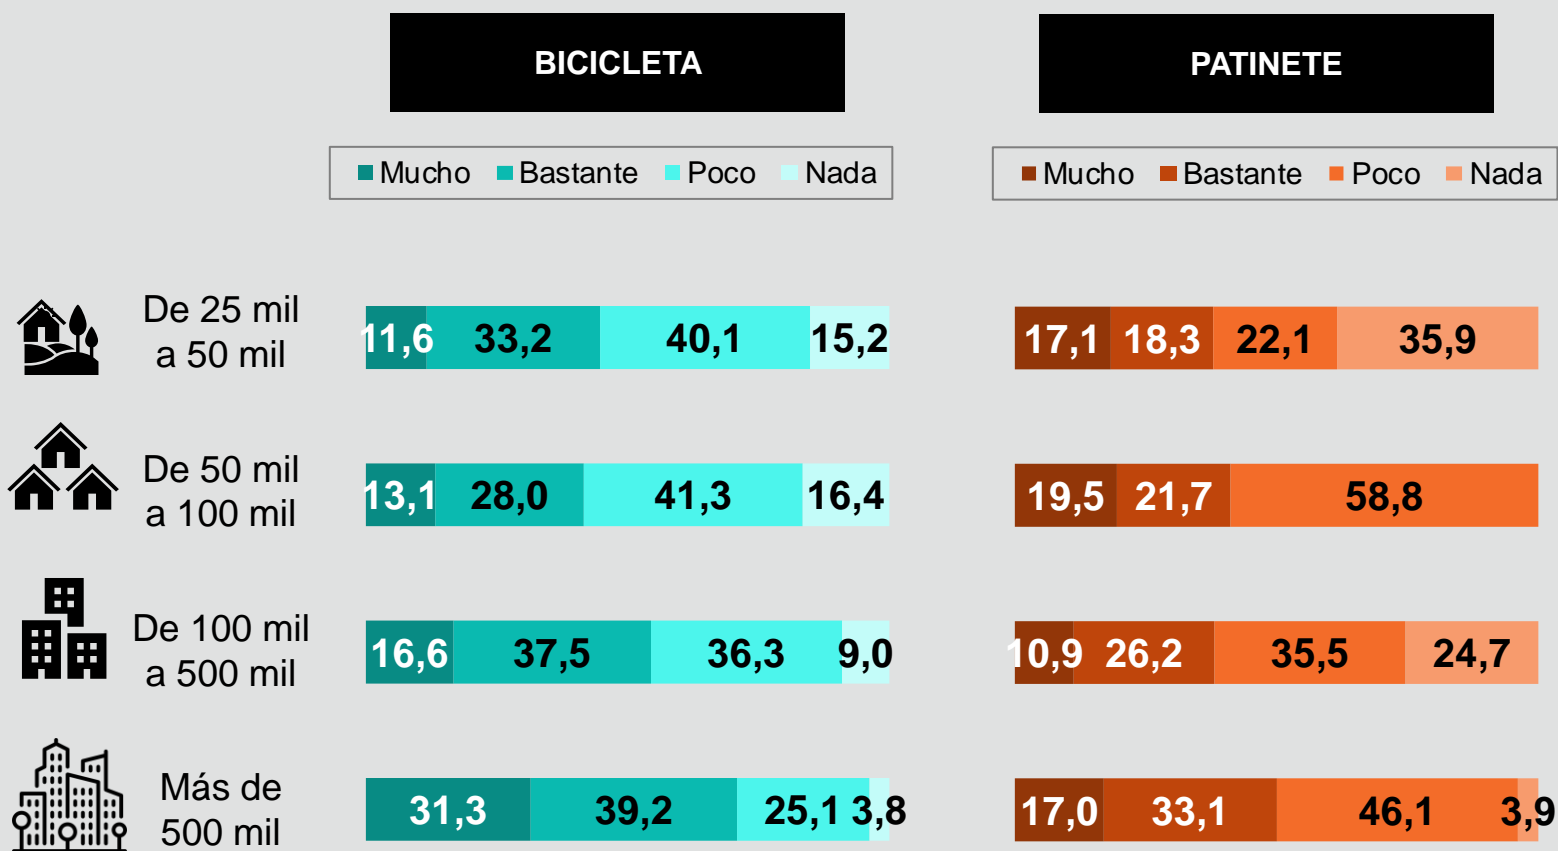 BICICLETA
PATINETE
Mucho Bastante Poco Nada
Mucho Bastante Poco Nada
De 25 mil
a 50 mil
11,6 33,2 40,1 15,2
17,1 18,3 22,1 35,9
De 50 mil
a 100 mil
13,1 28,0 41,3 16,4
19,5 21,7 58,8
De 100 mil
a 500 mil
16,6 37,5 36,3 9,0
10,9 26,2 35,5 24,7
Más de
500 mil
31,3 39,2 25,1 3,8
17,0 33,1 46,1 3,9